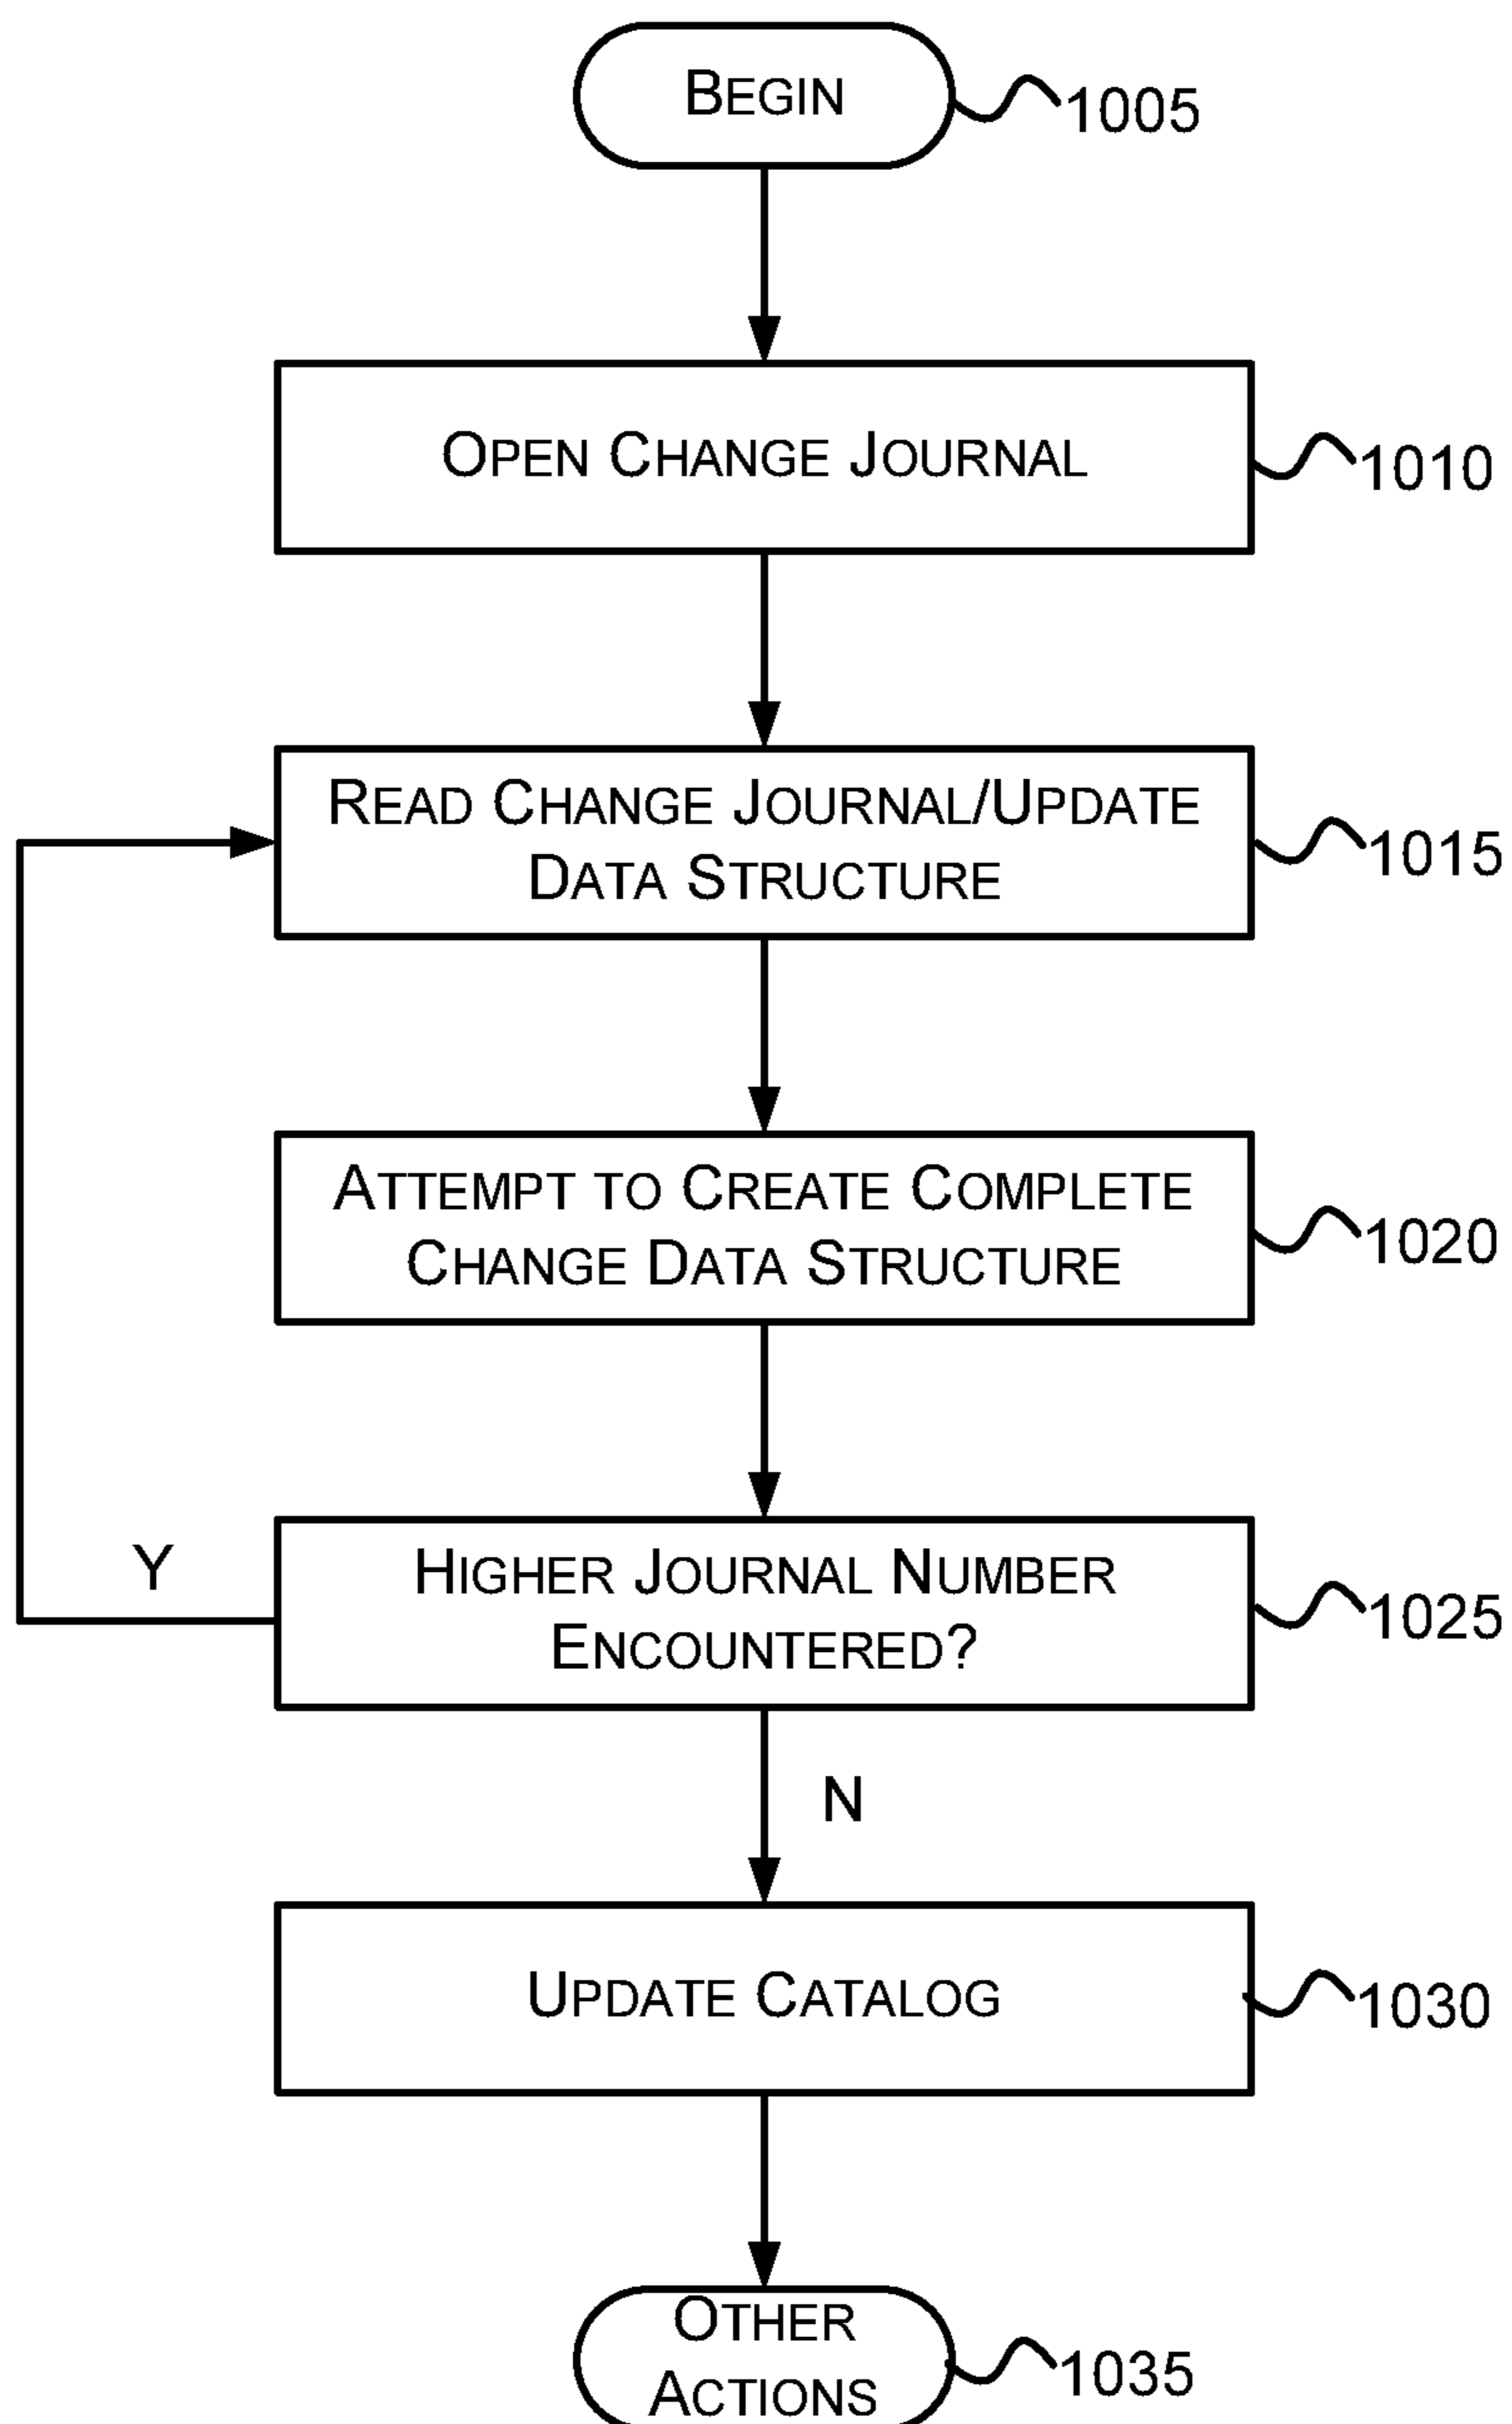 BEGIN
1005
OPEN CHANGE JOURNAL
1010
READ CHANGE JOURNAL/UPDATE
DATA STRUCTURE
1015
ATTEMPT TO CREATE COMPLETE
CHANGE DATA STRUCTURE
1020
Y
HIGHER JOURNAL NUMBER
ENCOUNTERED?
1025
N
UPDATE CATALOG
1030
OTHER
ACTIONS
1035